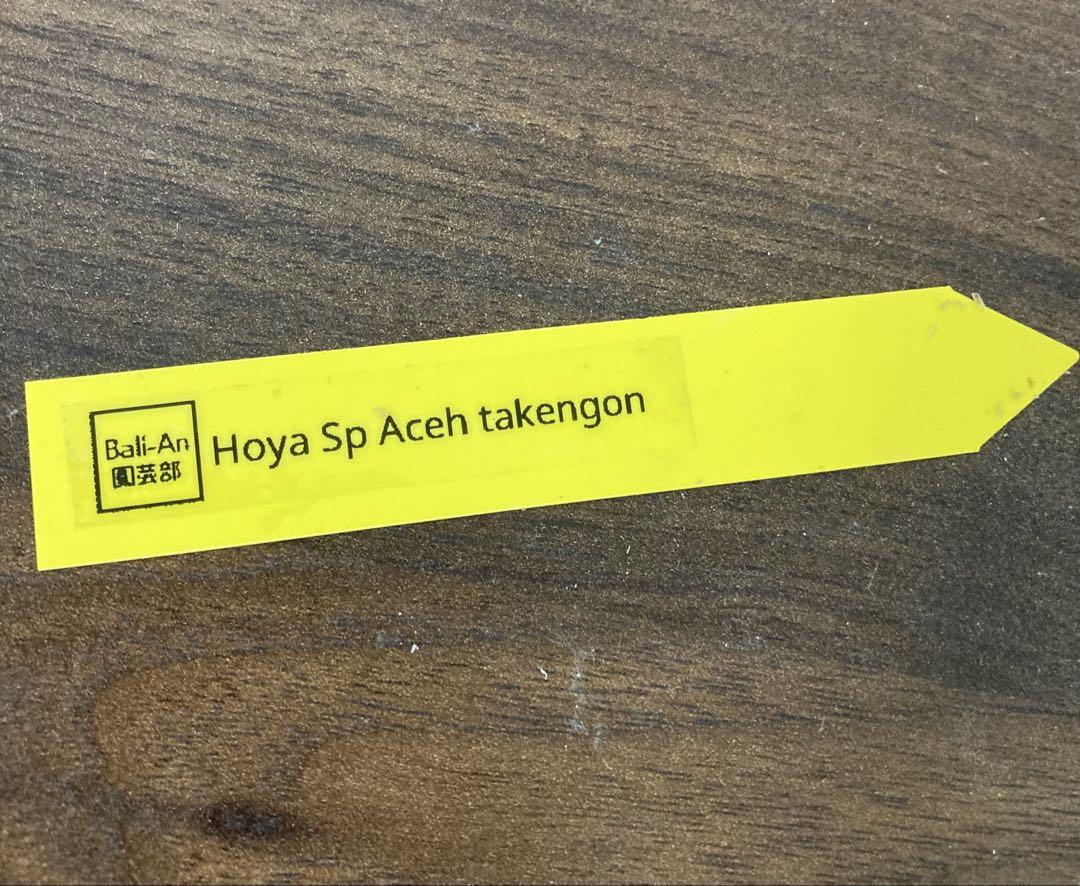 Bali-An
園芸部
Hoya Sp Aceh takengon